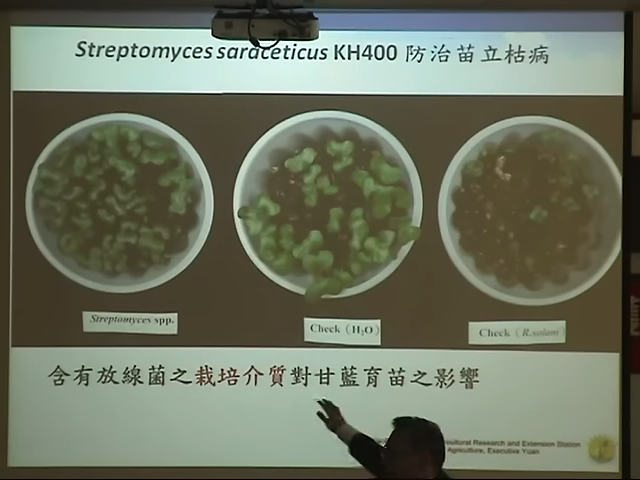 Streptomyces saraceticus KH400 防治苗立枯病
Streptomyces spp.
Check (H₂O)
Check (R.solani)
含有放線菌之栽培介質對甘藍育苗之影響
Research and Extension Station
Agriculture, Executive Yuan